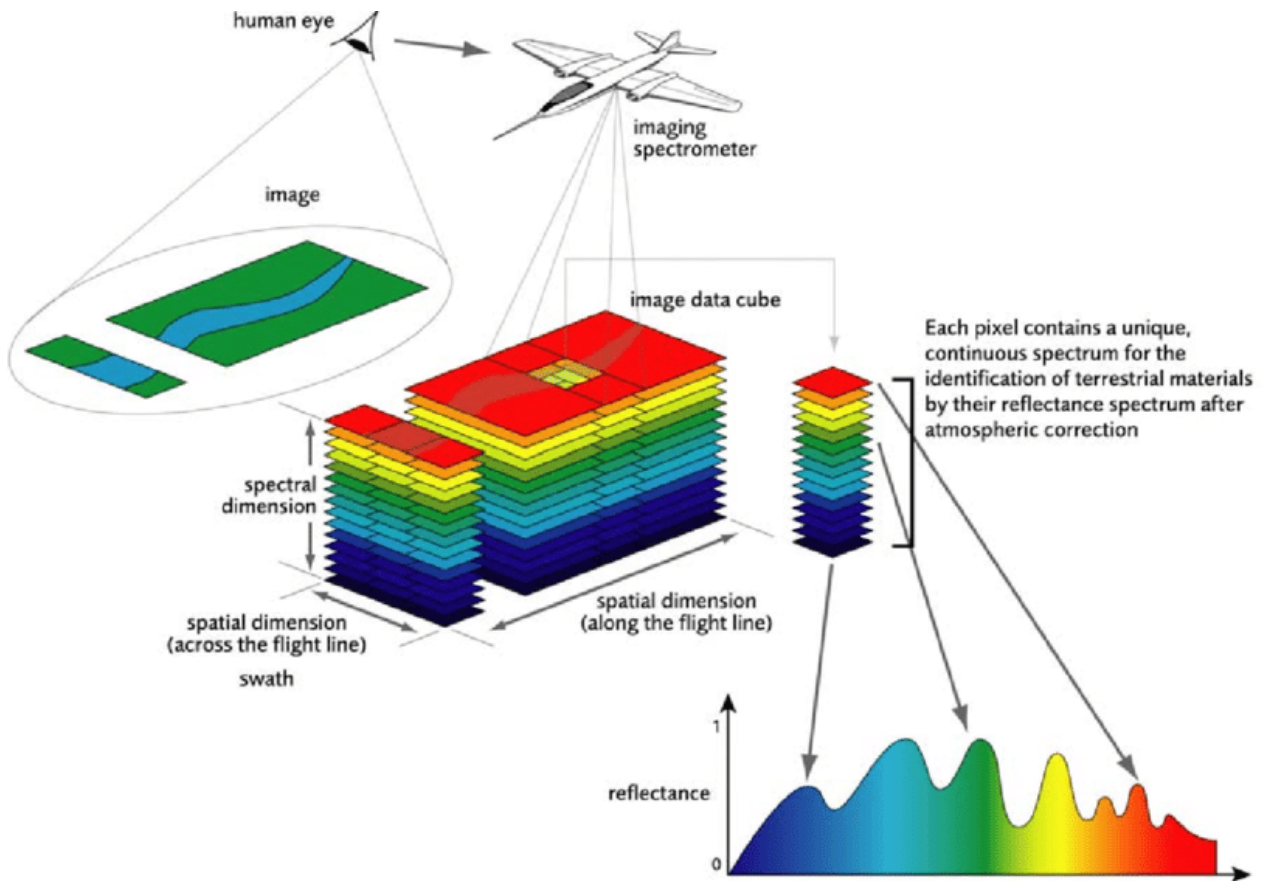 human eye
imaging
spectrometer
image
image data cube
Each pixel contains a unique,
continuous spectrum for the
identification of terrestrial materials
by their reflectance spectrum after
atmospheric correction
spectral
dimension
spatial dimension
(along the flight line)
spatial dimension
(across the flight line)
swath
1
reflectance
0